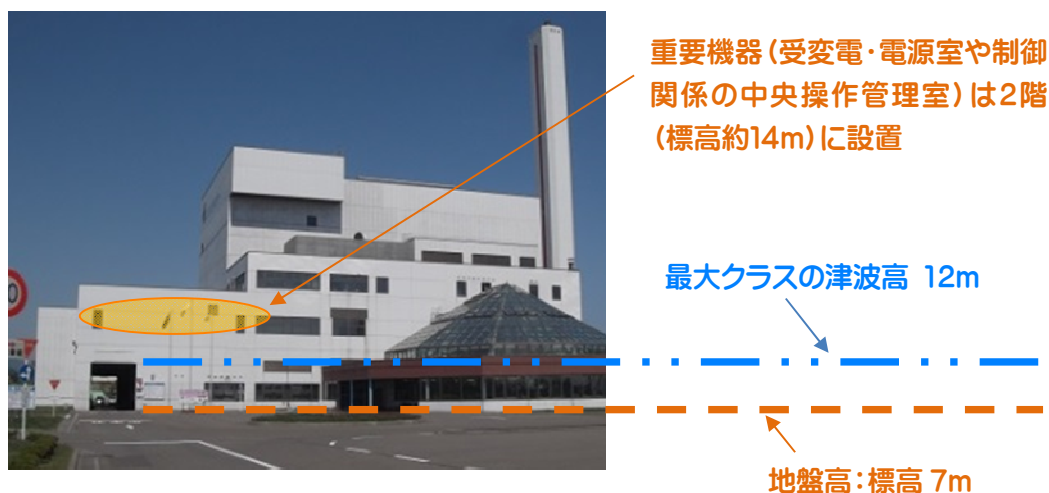 重要機器(受変電・電源室や制御
関係の中央操作管理室)は2階
(標高約14m)に設置
最大クラスの津波高 12m
地盤高:標高 7m